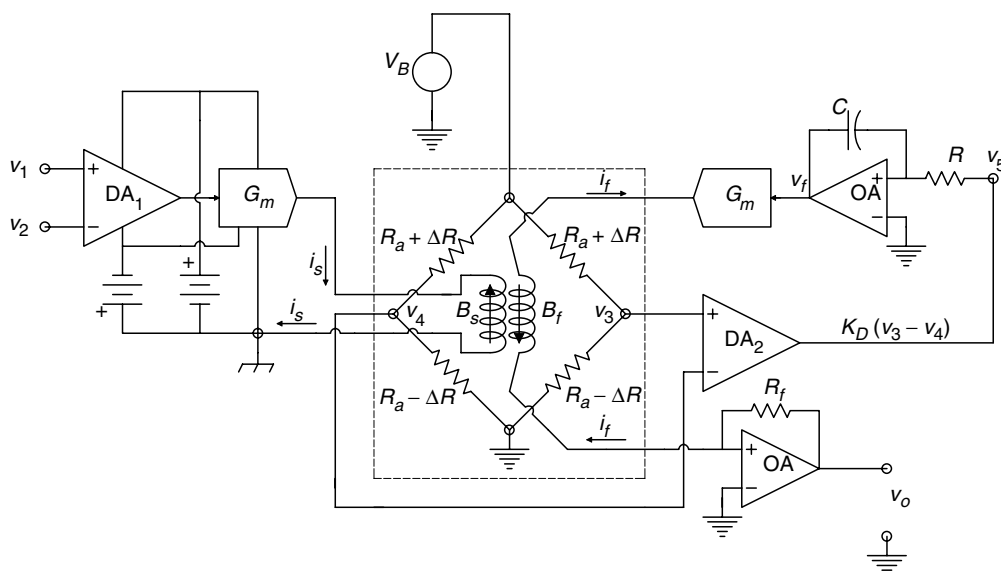 V_B
C
v_1
+
DA_1
G_m
v_2
−
i_f
G_m
v_f
+
OA
−
R
v_5
R_a + ΔR
R_a + ΔR
i_s
+
+
i_s
v_4
B_s
B_f
v_3
+
DA_2
−
K_D (v_3 − v_4)
R_a − ΔR
R_a − ΔR
i_f
R_f
+
OA
−
v_o